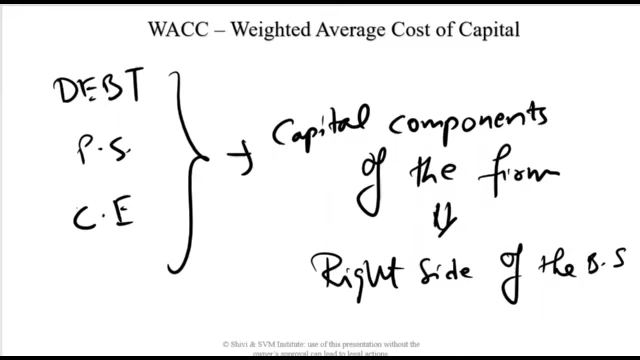 WACC – Weighted Average Cost of Capital
DEBT
P.S.
C.E
Capital components
of the firm
Right side of the B.S
© Shrvi & SVM Institute: use of this presentation without the
owner's approval can lead to legal actions